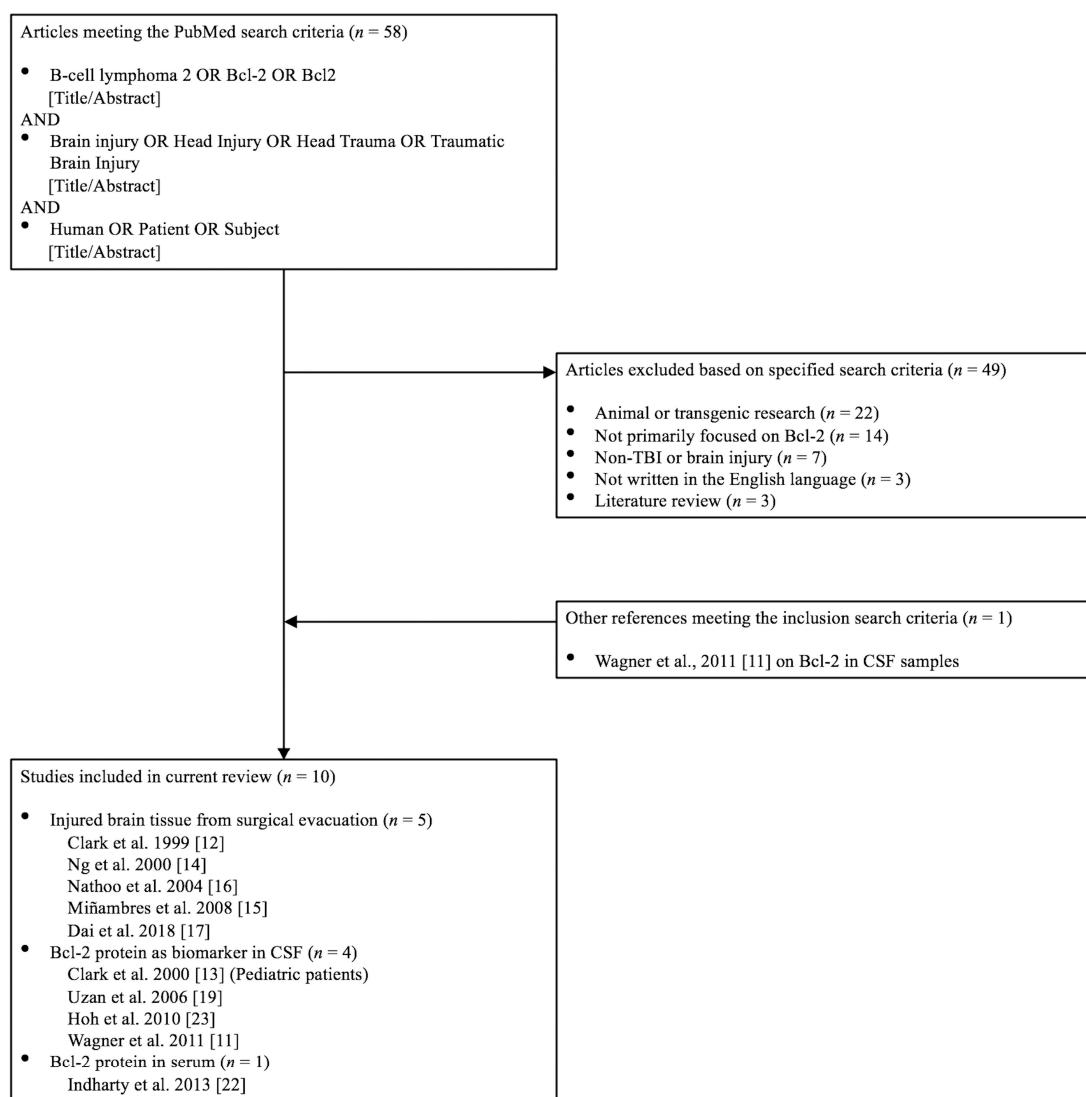 Articles meeting the PubMed search criteria (n = 58)
• B-cell lymphoma 2 OR Bcl-2 OR Bcl2
[Title/Abstract]
AND
• Brain injury OR Head Injury OR Head Trauma OR Traumatic
Brain Injury
[Title/Abstract]
AND
• Human OR Patient OR Subject
[Title/Abstract]
Articles excluded based on specified search criteria (n = 49)
• Animal or transgenic research (n = 22)
• Not primarily focused on Bcl-2 (n = 14)
• Non-TBI or brain injury (n = 7)
• Not written in the English language (n = 3)
• Literature review (n = 3)
Other references meeting the inclusion search criteria (n = 1)
• Wagner et al., 2011 [11] on Bcl-2 in CSF samples
Studies included in current review (n = 10)
• Injured brain tissue from surgical evacuation (n = 5)
Clark et al. 1999 [12]
Ng et al. 2000 [14]
Nathoo et al. 2004 [16]
Miñambres et al. 2008 [15]
Dai et al. 2018 [17]
• Bcl-2 protein as biomarker in CSF (n = 4)
Clark et al. 2000 [13] (Pediatric patients)
Uzan et al. 2006 [19]
Hoh et al. 2010 [23]
Wagner et al. 2011 [11]
• Bcl-2 protein in serum (n = 1)
Indharty et al. 2013 [22]